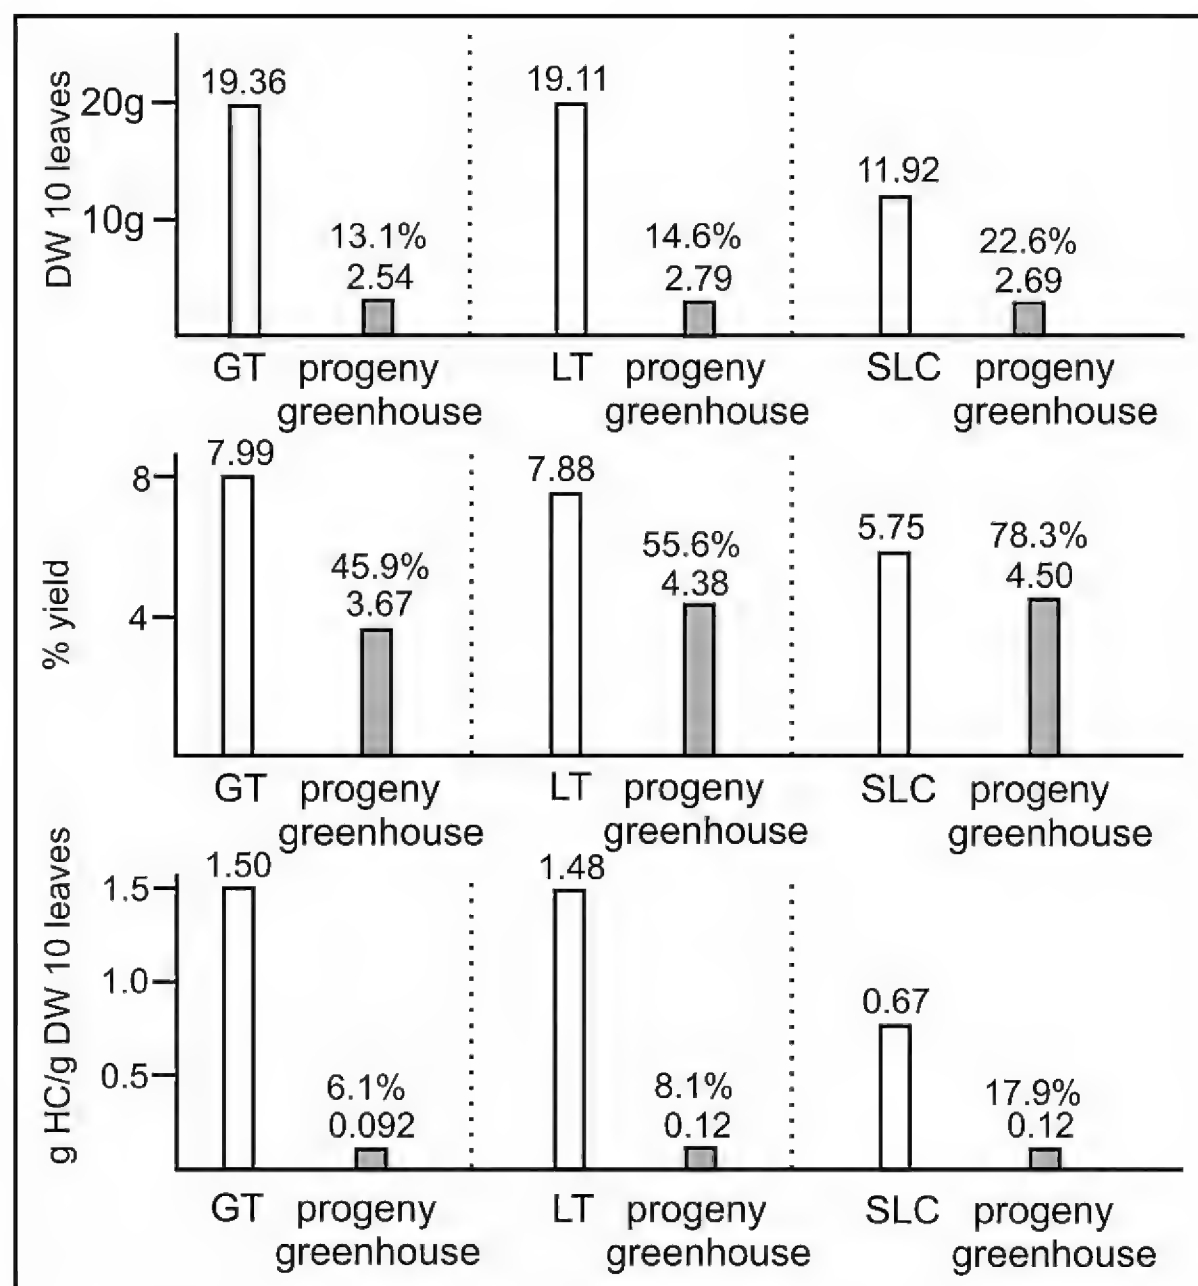 DW 10 leaves
20g
10g
19.36
13.1%
2.54
19.11
14.6%
2.79
11.92
22.6%
2.69
GT progeny greenhouse
LT progeny greenhouse
SLC progeny greenhouse
% yield
8
4
7.99
45.9%
3.67
7.88
55.6%
4.38
5.75
78.3%
4.50
GT progeny greenhouse
LT progeny greenhouse
SLC progeny greenhouse
g HC/g DW 10 leaves
1.5
1.0
0.5
1.50
6.1%
0.092
1.48
8.1%
0.12
0.67
17.9%
0.12
GT progeny greenhouse
LT progeny greenhouse
SLC progeny greenhouse